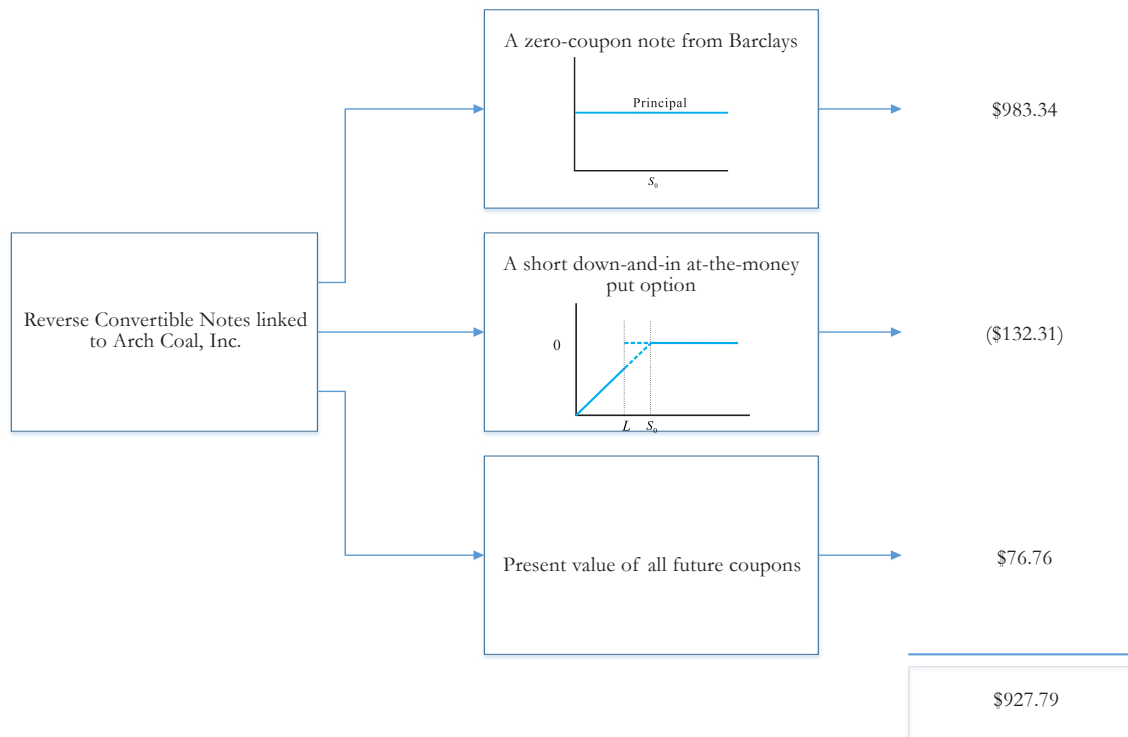 A zero-coupon note from Barclays
Principal
S₀
$983.34
Reverse Convertible Notes linked
to Arch Coal, Inc.
A short down-and-in at-the-money
put option
0
L S₀
($132.31)
Present value of all future coupons
$76.76
$927.79